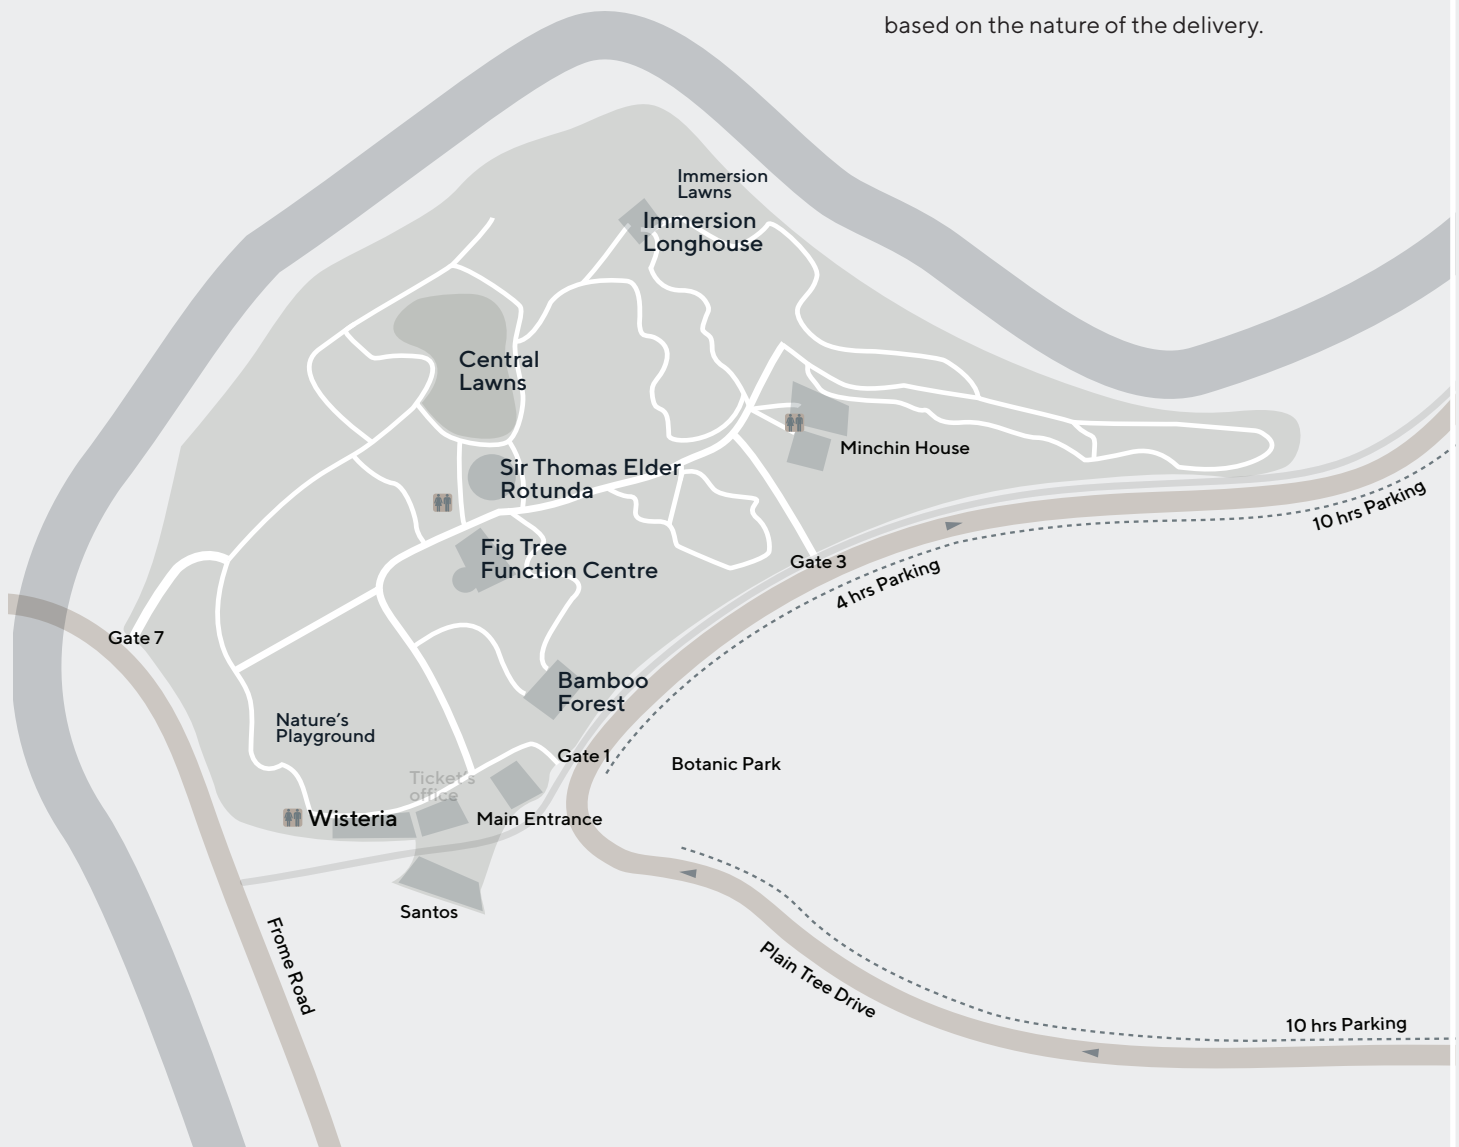 based on the nature of the delivery.
Immersion
Lawns
Immersion
Longhouse
Central
Lawns
Minchin House
Sir Thomas Elder
Rotunda
10 hrs Parking
Fig Tree
Function Centre
Gate 3
4 hrs Parking
Gate 7
Bamboo
Forest
Nature’s
Playground
Gate 1
Botanic Park
Ticket's
office
Wisteria
Main Entrance
Santos
Frome Road
Plain Tree Drive
10 hrs Parking